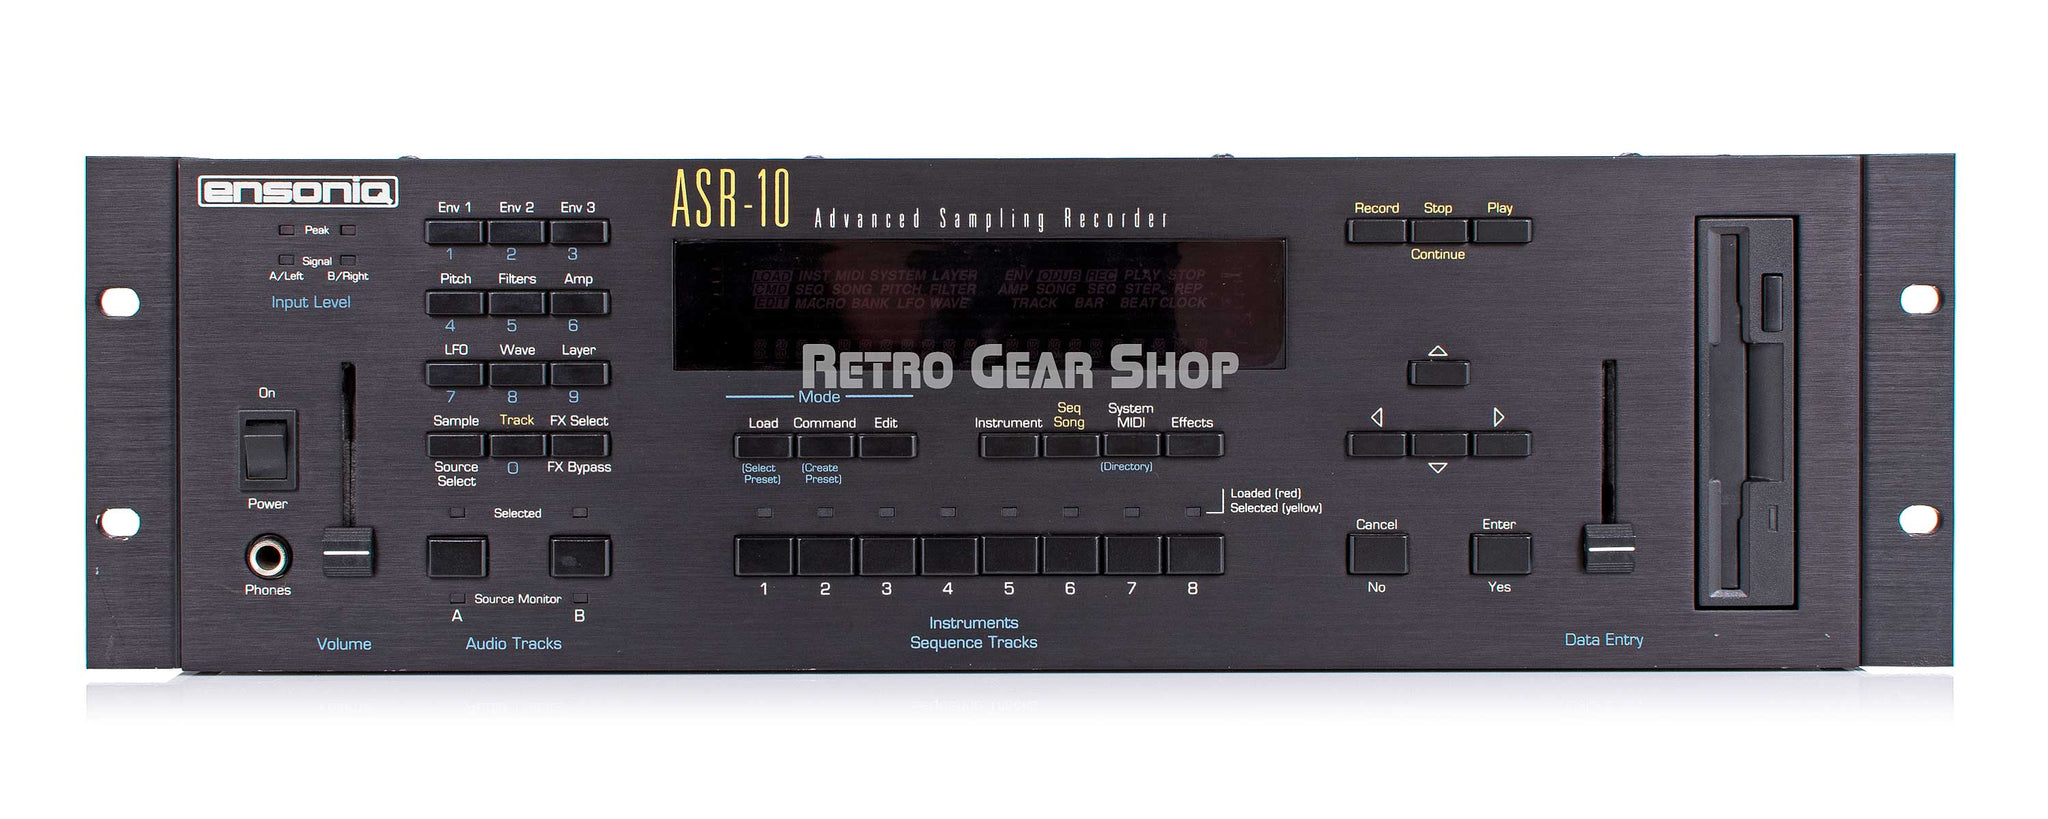 ensoniq
ASR-10 Advanced Sampling Recorder
Peak
Signal
A/Left B/Right
Input Level
On
Power
Phones
Volume
Env 1 Env 2 Env 3
1 2 3
Pitch Filters Amp
4 5 6
LFO Wave Layer
7 8 9
Sample Track FX Select
Source Select 0 FX Bypass
Selected
Source Monitor
A B
Audio Tracks
LOAD INST MIDI SYSTEM LAYER ENV ODUB REC PLAY STOP
CMD SEQ SONG PITCH FILTER AMP SONG SEQ STEP REP
EDIT MACRO BANK LFO WAVE TRACK BAR BEAT CLOCK
RETRO GEAR SHOP
Mode
Load Command Edit
(Select Preset) (Create Preset)
Instrument Seq Song System MIDI Effects
(Directory)
Loaded (red)
Selected (yellow)
1 2 3 4 5 6 7 8
Instruments
Sequence Tracks
Record Stop Play
Continue
Cancel Enter
No Yes
Data Entry